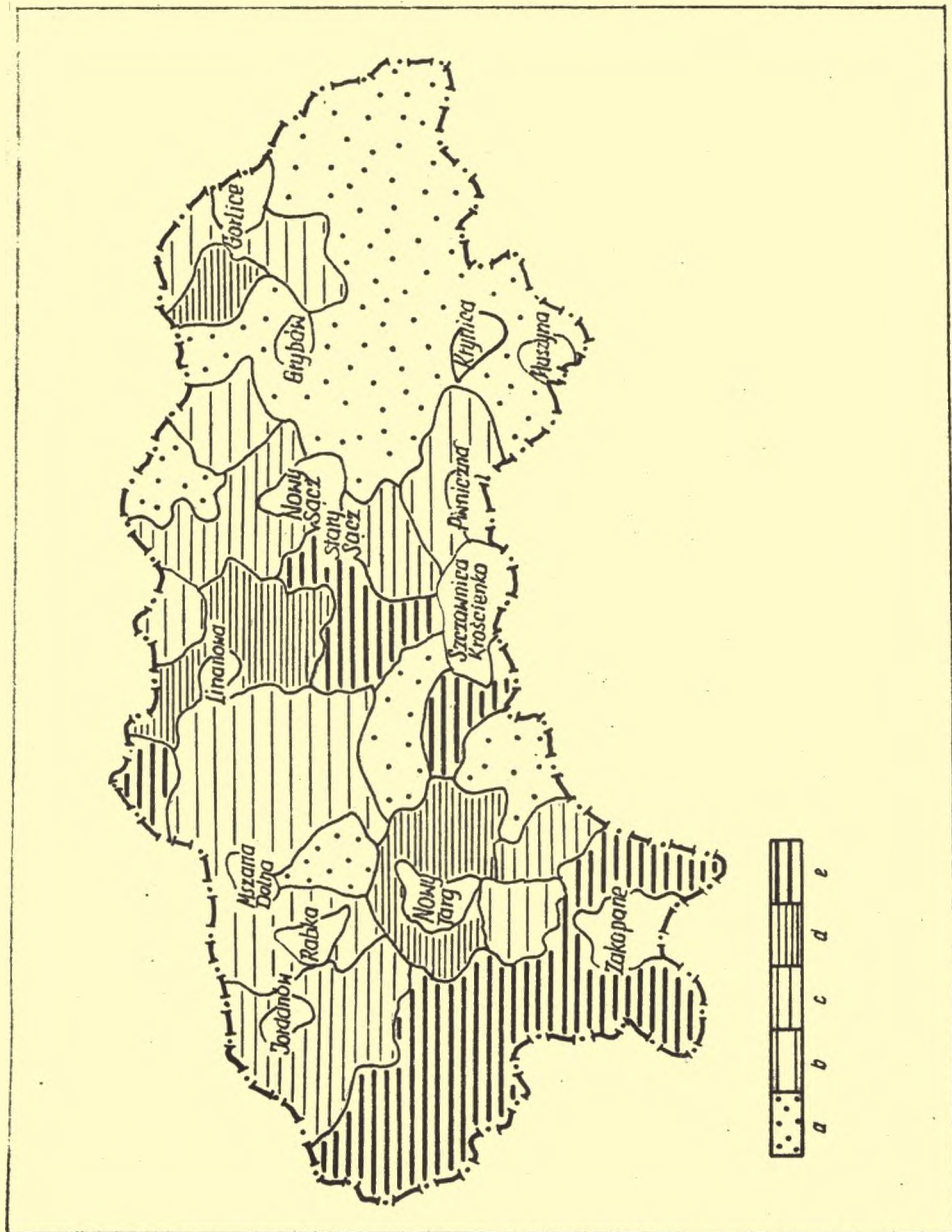 Limanowa
Gorlice
Mszana
Dolna
Jordanów
Nowy
Sącz
Grybów
Rabka
Stary
Sącz
Nowy
Targ
Szczawnica
Krościenko
Piwniczna
Krynica
Muszyna
Zakopane
a b c d e